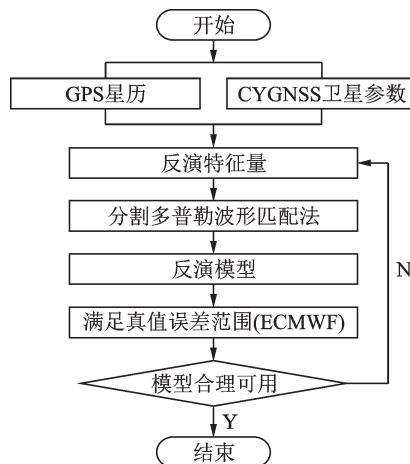 开始
GPS星历
CYGNSS卫星参数
反演特征量
分割多普勒波形匹配法
反演模型
N
满足真值误差范围(ECMWF)
模型合理可用
Y
结束